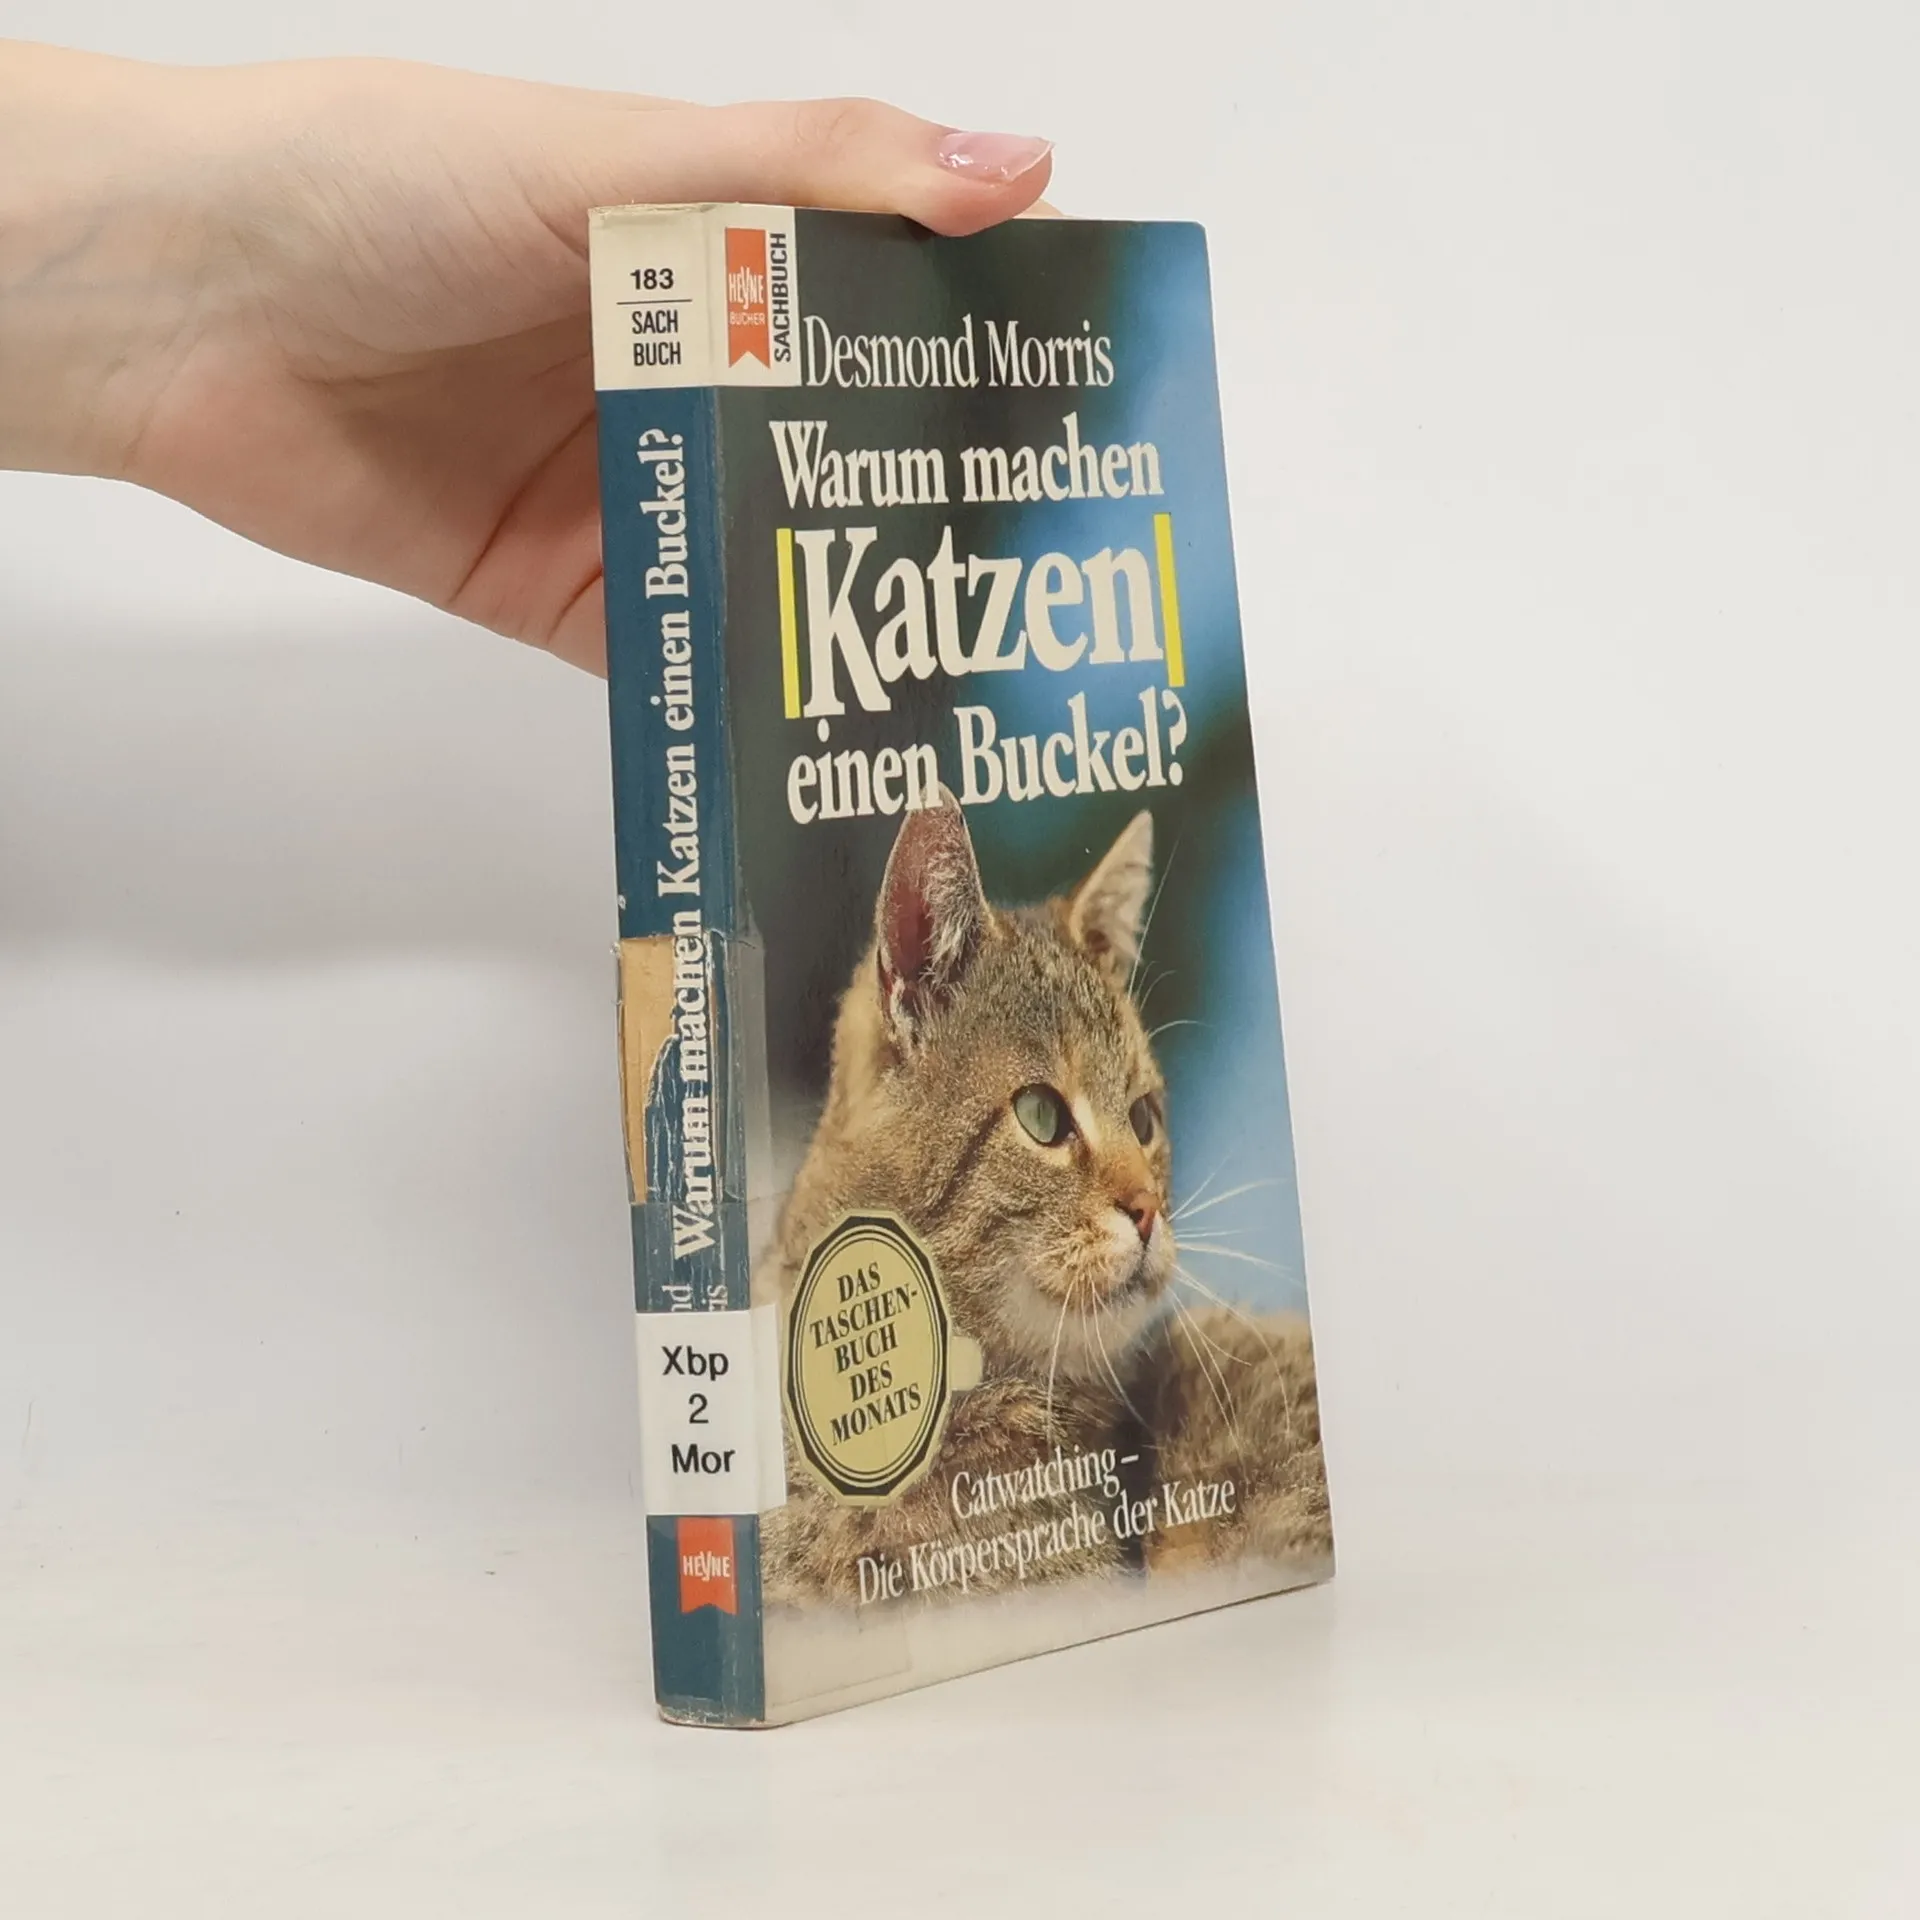 183
SACH
BUCH
Warum machen Katzen einen Buckel?
Xbp
2
Mor
HEYNE
HEYNE
BÜCHER
SACHBUCH
Desmond Morris
Warum machen
Katzen
einen Buckel?
DAS
TASCHEN-
BUCH
DES
MONATS
Catwatching –
Die Körpersprache der Katze